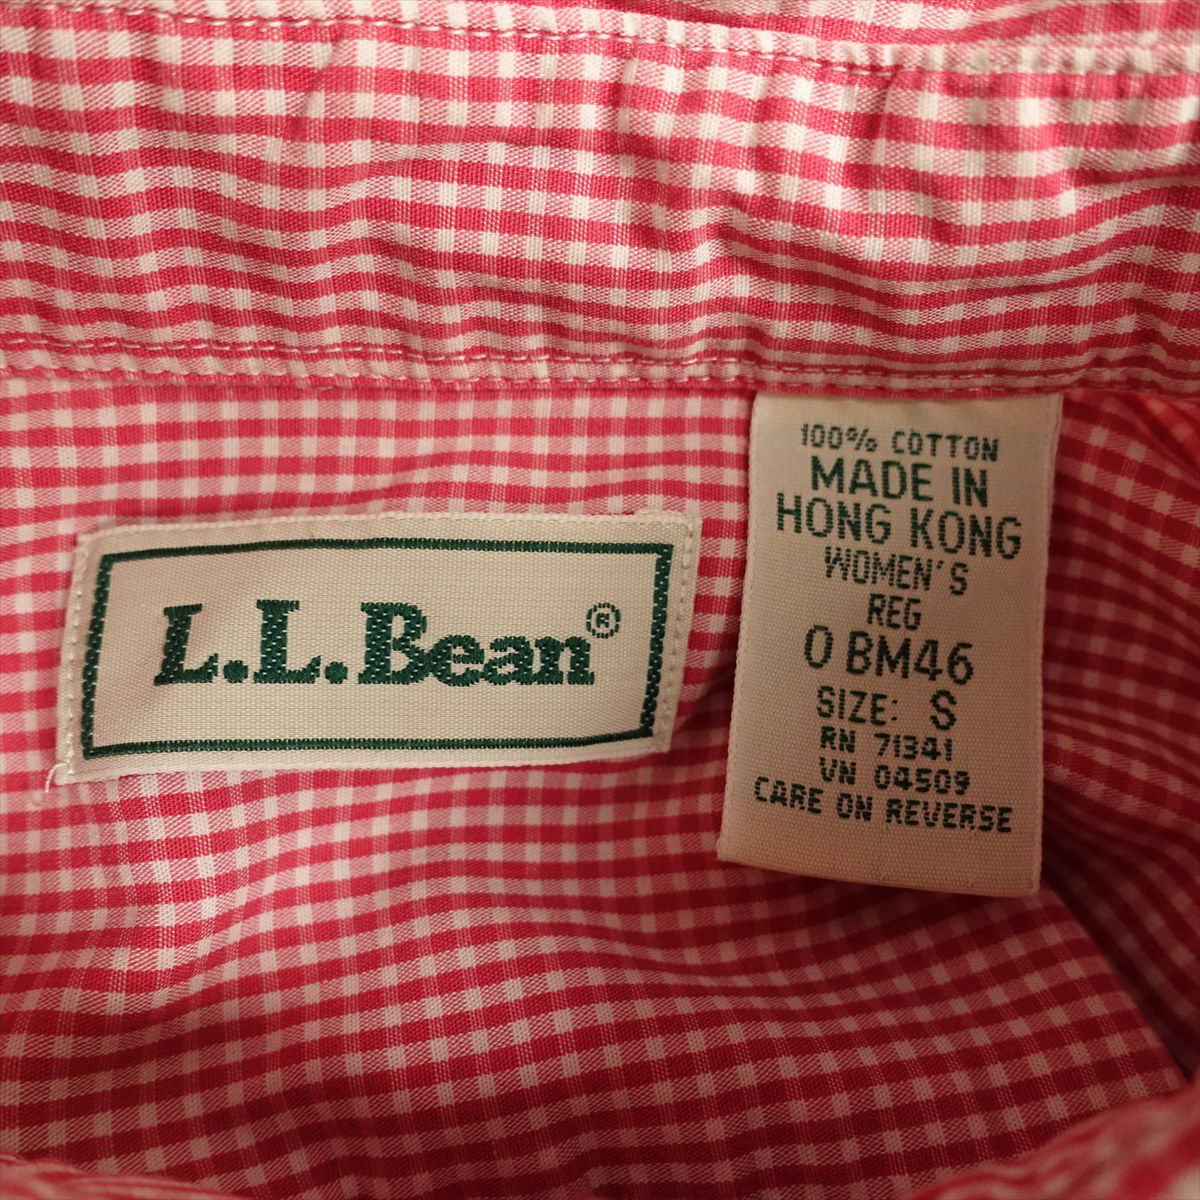 L.L.Bean®
100% COTTON
MADE IN
HONG KONG
WOMEN'S
REG
0 BM46
SIZE: S
RN 71341
VN 04509
CARE ON REVERSE